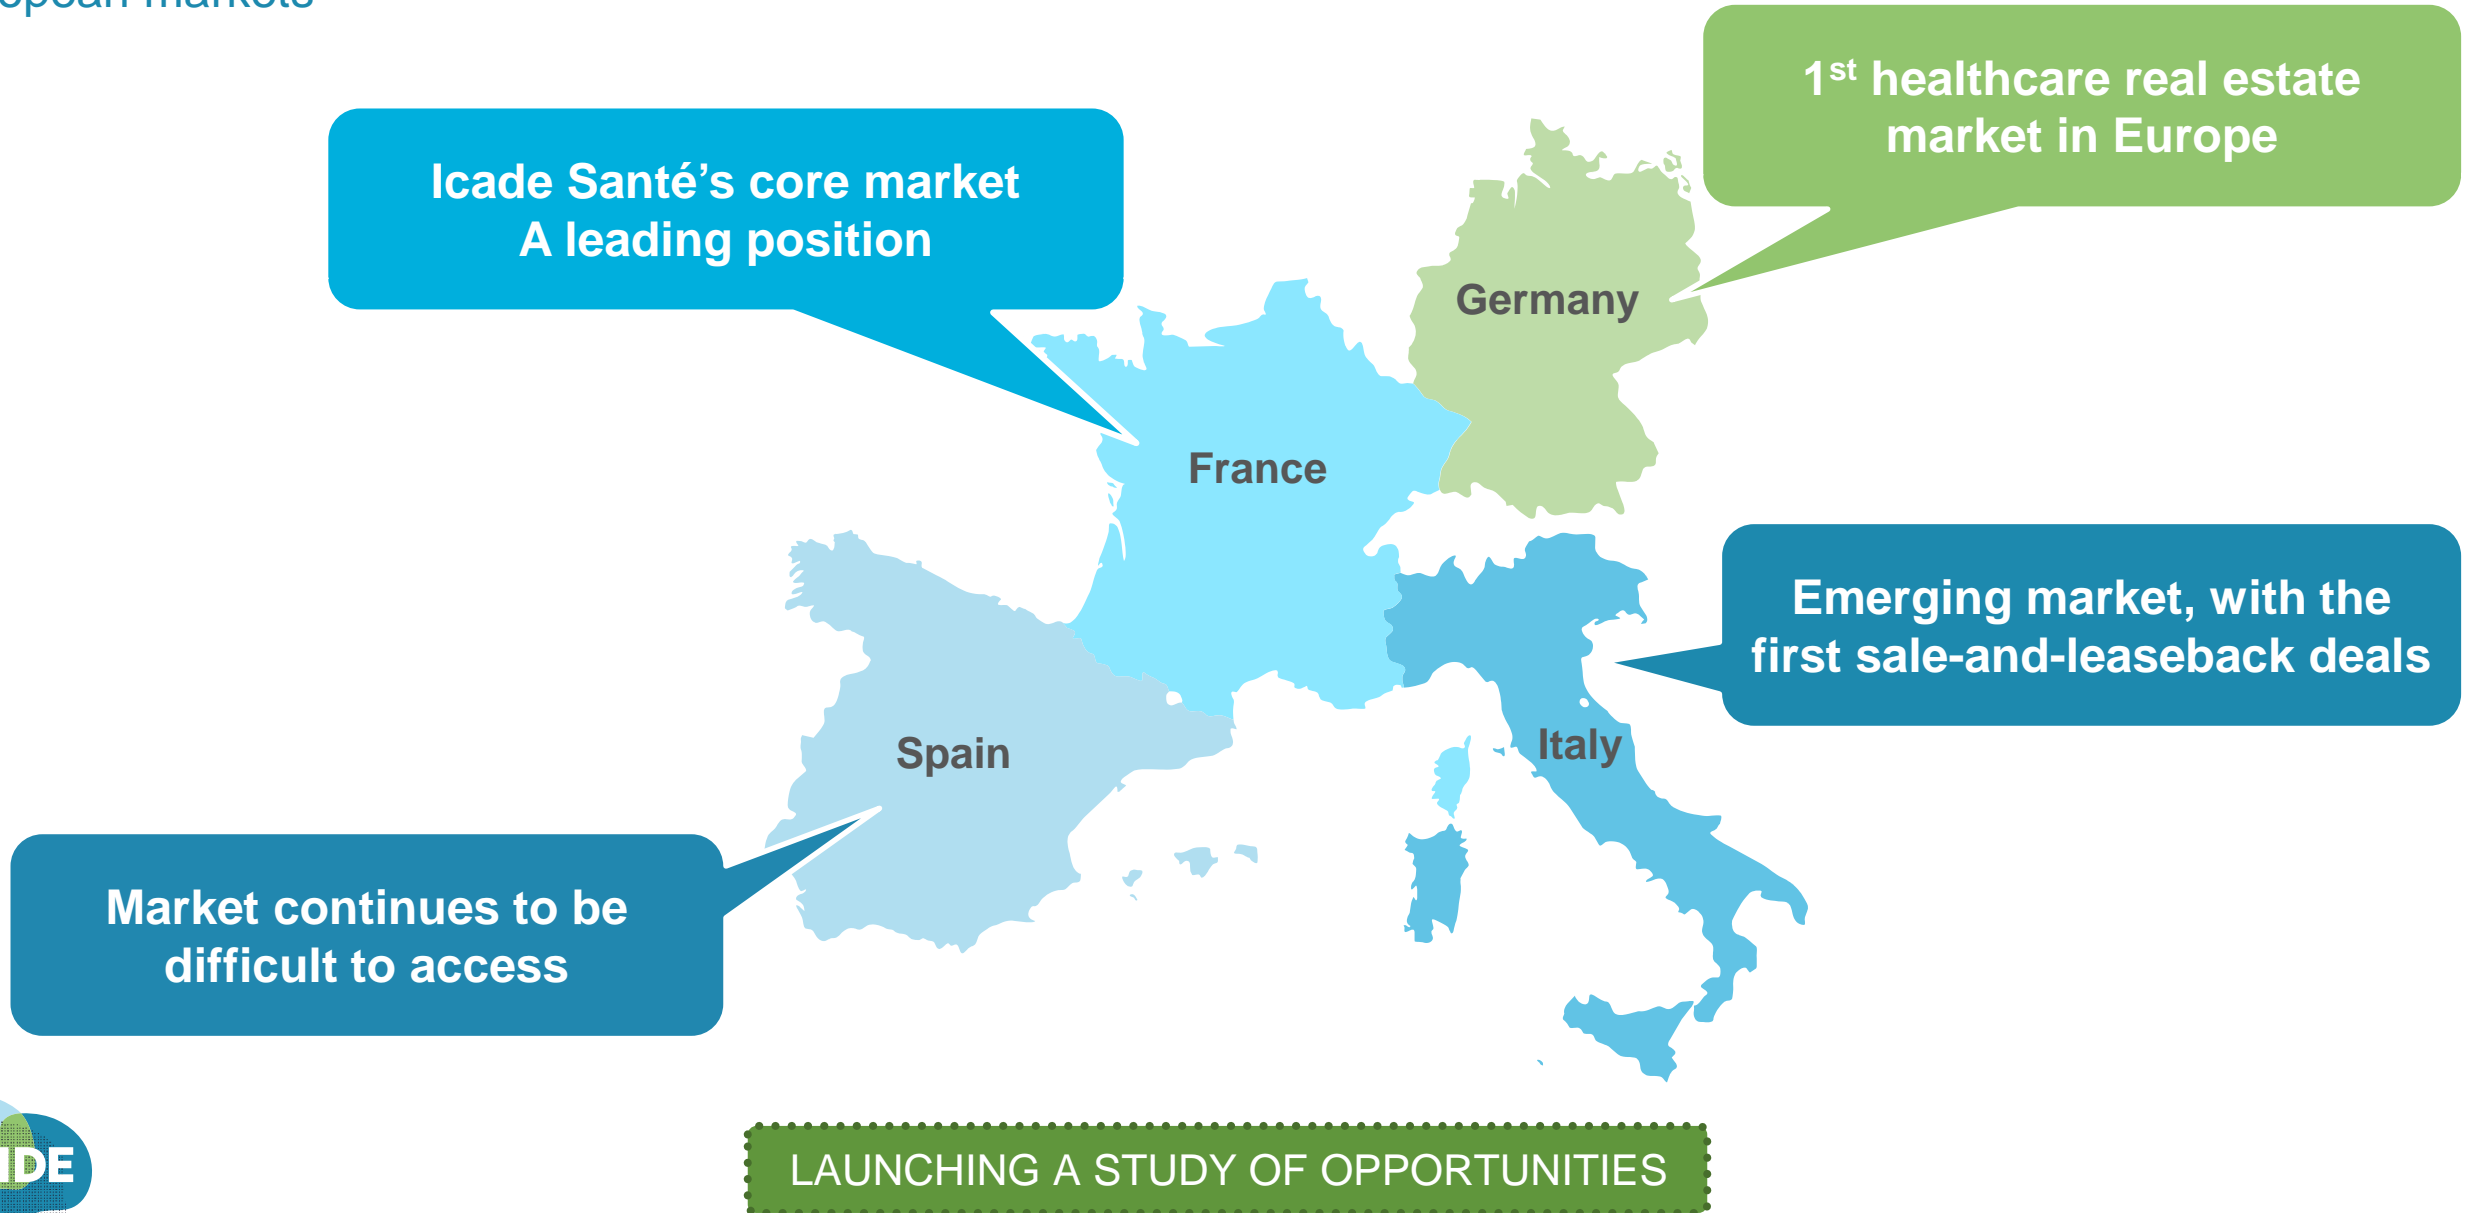 markets
Icade Santé’s core market
A leading position
1st healthcare real estate
market in Europe
Germany
France
Emerging market, with the
first sale-and-leaseback deals
Spain
Italy
Market continues to be
difficult to access
DE
LAUNCHING A STUDY OF OPPORTUNITIES